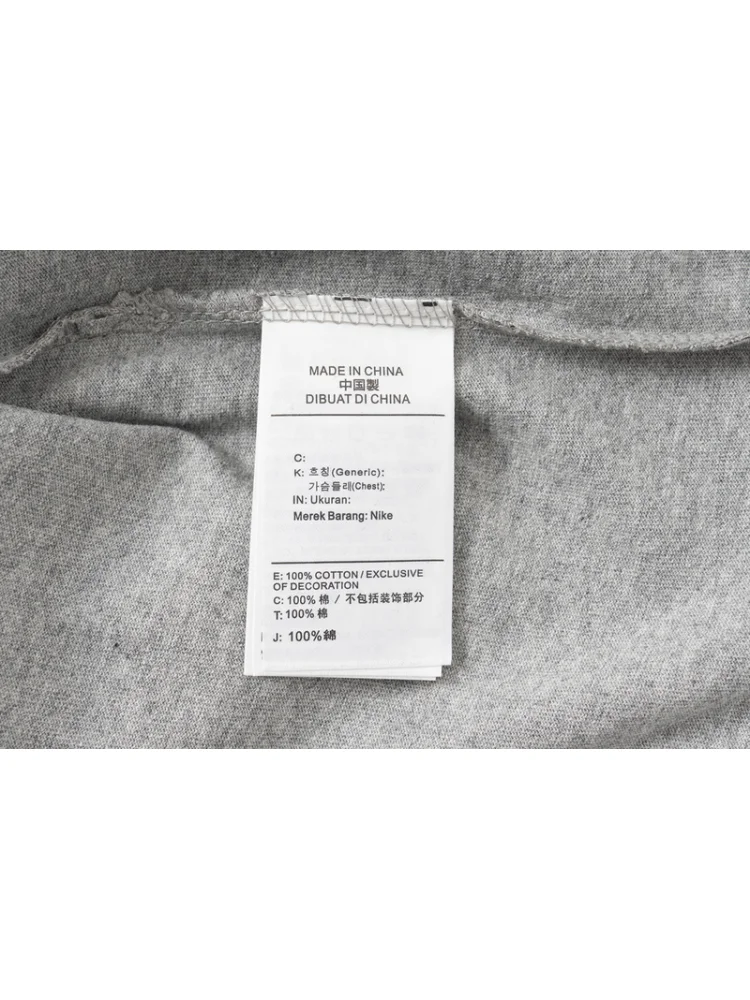 MADE IN CHINA
中国製
DIBUAT DI CHINA
C:
K: 흐칭(Generic):
가슴둘레(Chest):
IN: Ukuran:
Merek Barang: Nike
E: 100% COTTON / EXCLUSIVE
OF DECORATION
C: 100% 棉 / 不包括装饰部分
T: 100% 棉
J: 100%綿